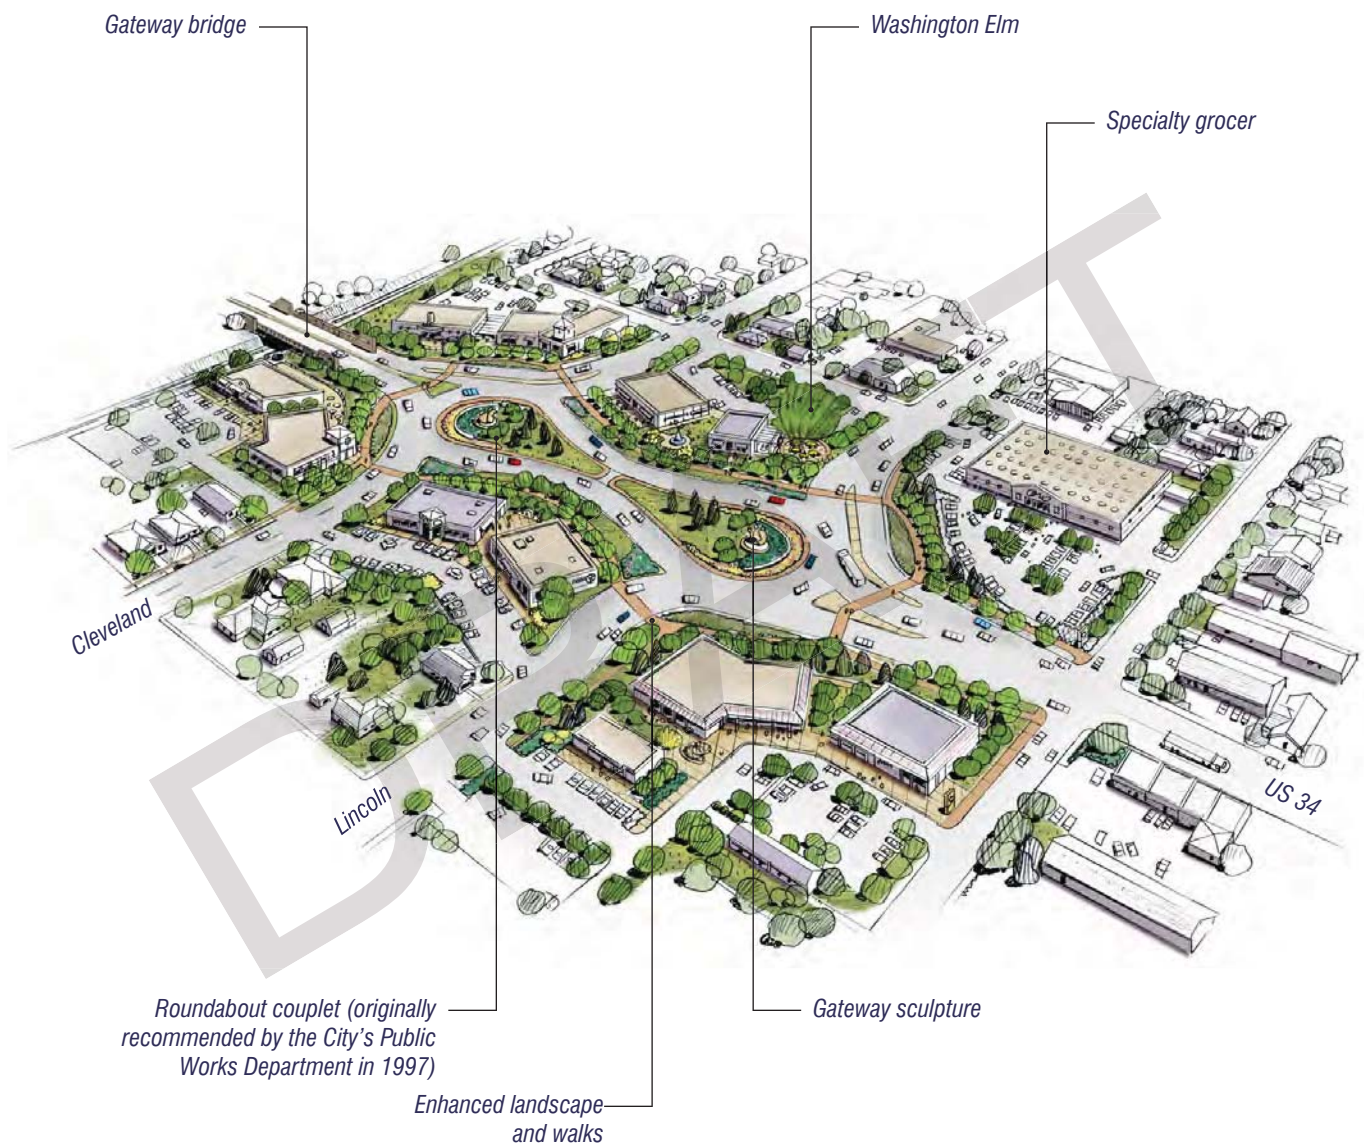 Gateway bridge
Washington Elm
Specialty grocer
DRAFT
Cleveland
Lincoln
US 34
Roundabout couplet (originally
recommended by the City's Public
Works Department in 1997)
Gateway sculpture
Enhanced landscape
and walks